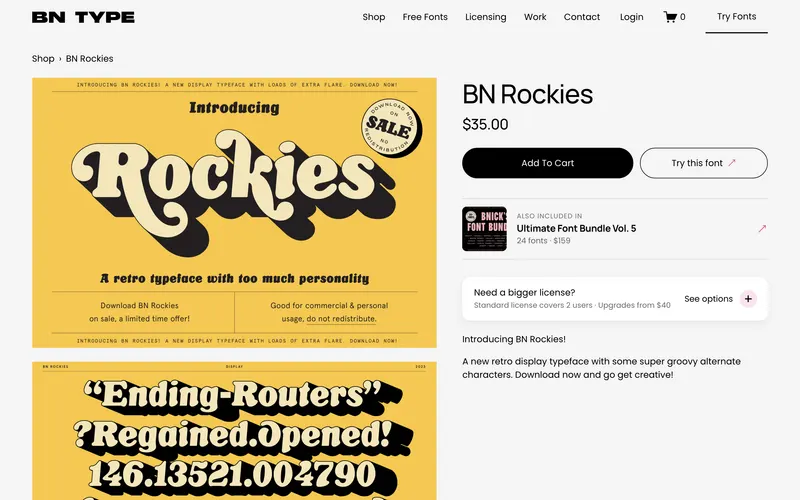 BN TYPE
Shop Free Fonts Licensing Work Contact Login 0 Try Fonts
Shop › BN Rockies
INTRODUCING BN ROCKIES! A NEW DISPLAY TYPEFACE WITH LOADS OF EXTRA FLARE. DOWNLOAD NOW!
Introducing
DOWNLOAD NOW
ON
SALE
NO
REDISTRIBUTION
Rockies
A retro typeface with too much personality
Download BN Rockies
on sale, a limited time offer!
Good for commercial & personal
usage, do not redistribute.
INTRODUCING BN ROCKIES! A NEW DISPLAY TYPEFACE WITH LOADS OF EXTRA FLARE. DOWNLOAD NOW!
BN ROCKIES DISPLAY 2023
“Ending-Routers”
?Regained.Opened!
146.13521.004790
BN Rockies
$35.00
Add To Cart
Try this font ↗
BNICK'S
FONT BUND
ALSO INCLUDED IN
Ultimate Font Bundle Vol. 5
24 fonts · $159
↗
Need a bigger license?
Standard license covers 2 users · Upgrades from $40
See options +
Introducing BN Rockies!
A new retro display typeface with some super groovy alternate
characters. Download now and go get creative!